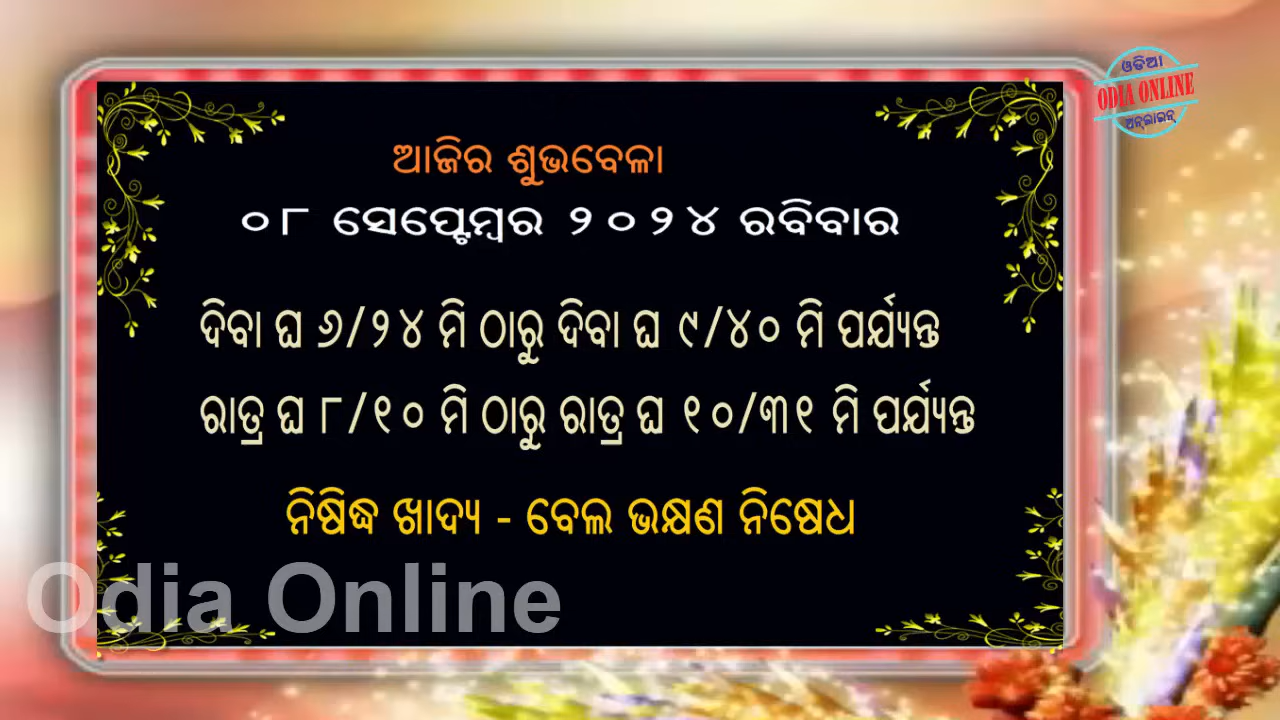 ଓଡିଆ
ODIA ONLINE
ଅନ୍‌ଲାଇନ୍
ଆଜିର ଶୁଭବେଳା
୦୮ ସେପ୍ଟେମ୍ବର ୨୦୨୪ ରବିବାର
ଦିବା ଘ ୬/୨୪ ମି ଠାରୁ ଦିବା ଘ ୯/୪୦ ମି ପର୍ଯ୍ୟନ୍ତ
ରାତ୍ର ଘ ୮/୧୦ ମି ଠାରୁ ରାତ୍ର ଘ ୧୦/୩୧ ମି ପର୍ଯ୍ୟନ୍ତ
ନିଷିଦ୍ଧ ଖାଦ୍ୟ - ବେଲ ଭକ୍ଷଣ ନିଷେଧ
Odia Online